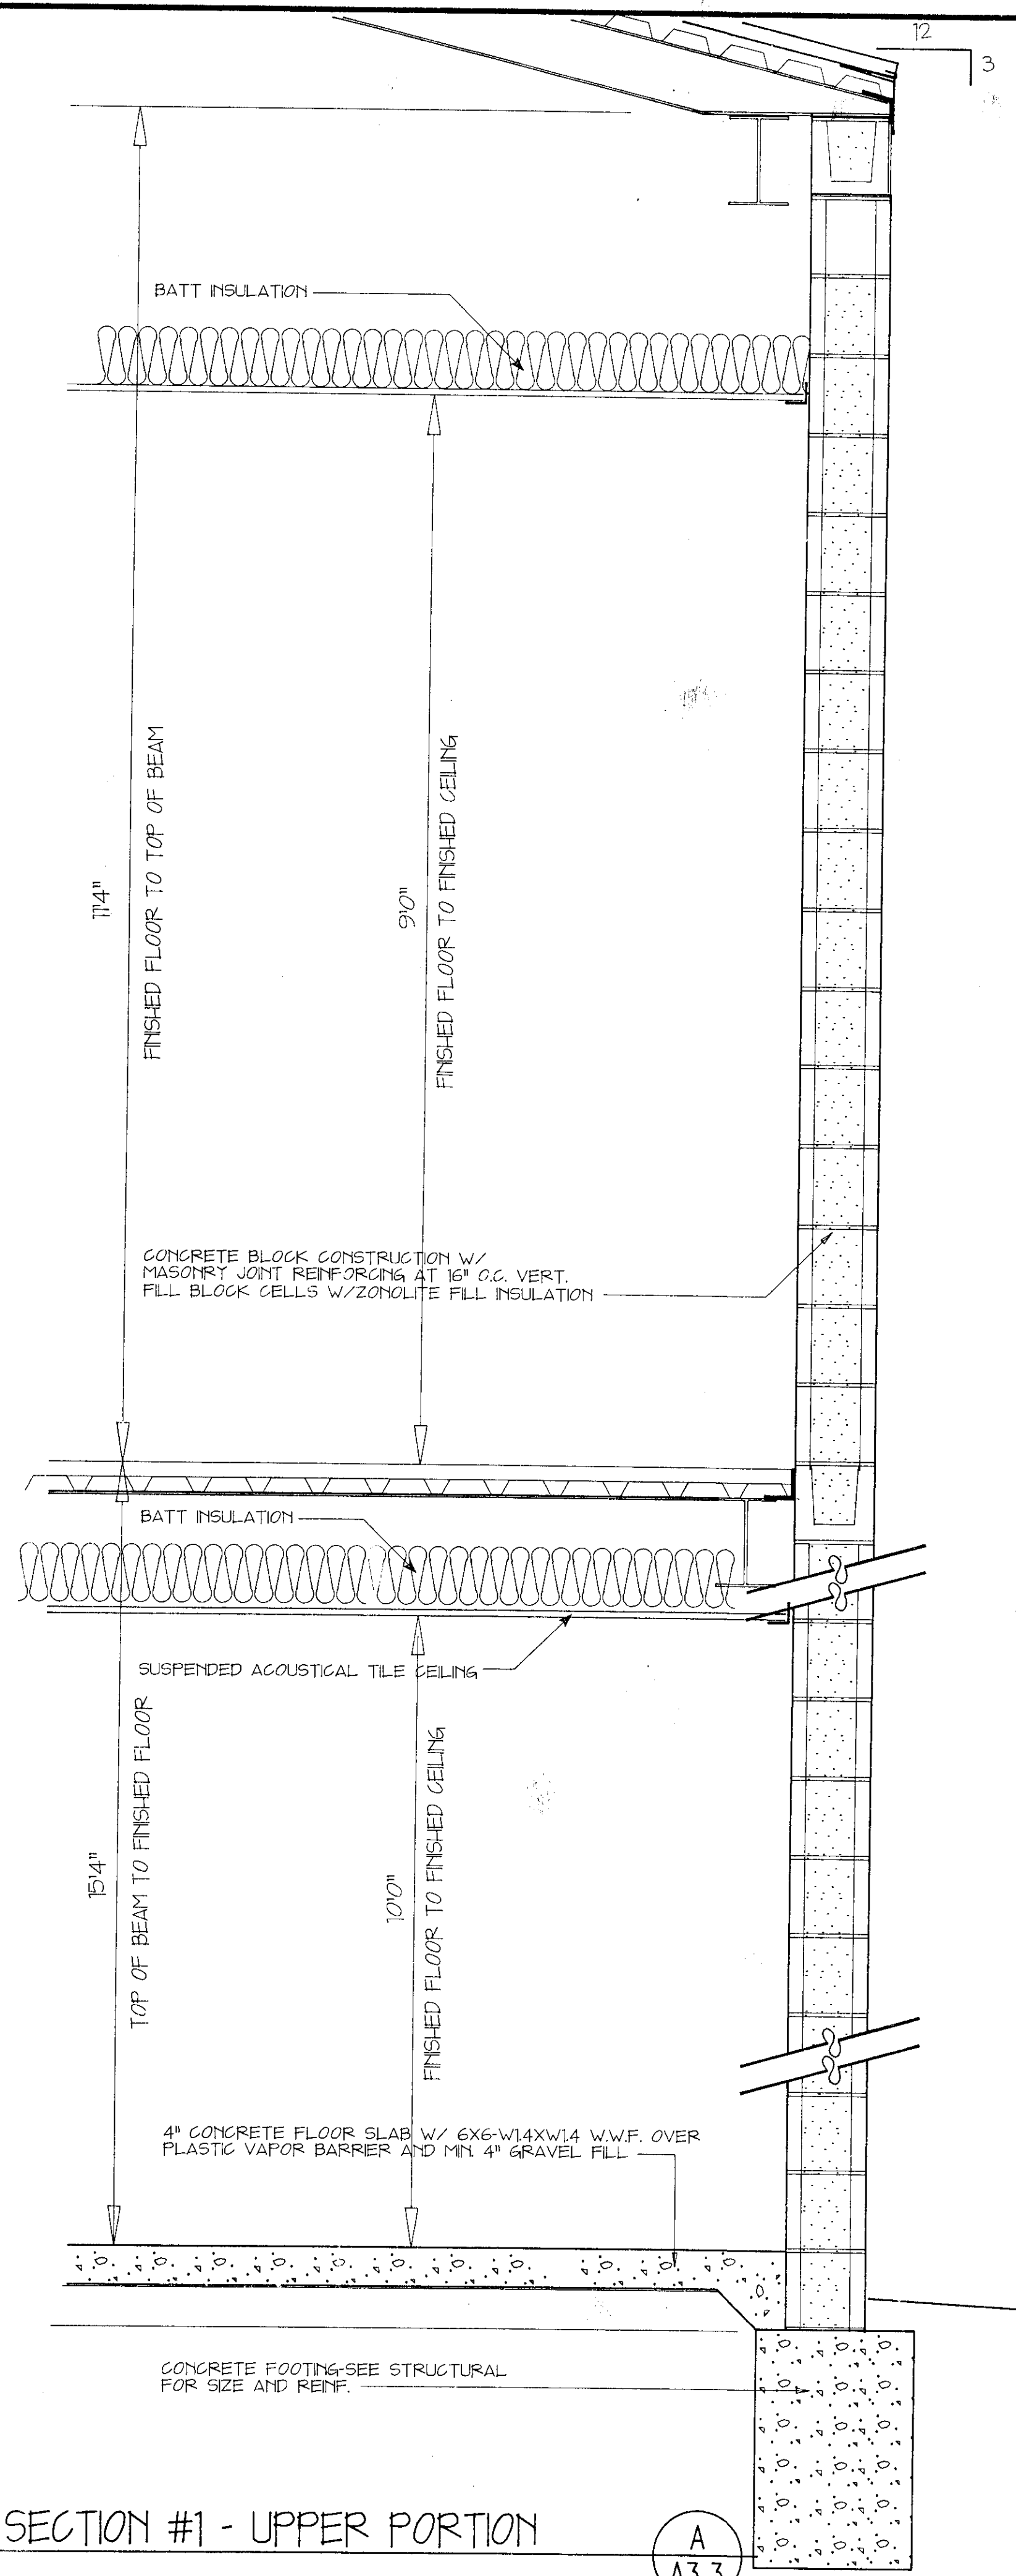 12
3
BATT INSULATION
11'4"
FINISHED FLOOR TO TOP OF BEAM
9'0"
FINISHED FLOOR TO FINISHED CEILING
CONCRETE BLOCK CONSTRUCTION W/
MASONRY JOINT REINFORCING AT 16" O.C. VERT.
FILL BLOCK CELLS W/ZONOLITE FILL INSULATION
BATT INSULATION
SUSPENDED ACOUSTICAL TILE CEILING
15'4"
TOP OF BEAM TO FINISHED FLOOR
10'0"
FINISHED FLOOR TO FINISHED CEILING
4" CONCRETE FLOOR SLAB W/ 6X6-W1.4XW1.4 W.W.F. OVER
PLASTIC VAPOR BARRIER AND MIN. 4" GRAVEL FILL
CONCRETE FOOTING-SEE STRUCTURAL
FOR SIZE AND REINF.
SECTION #1 - UPPER PORTION
A
A3.3